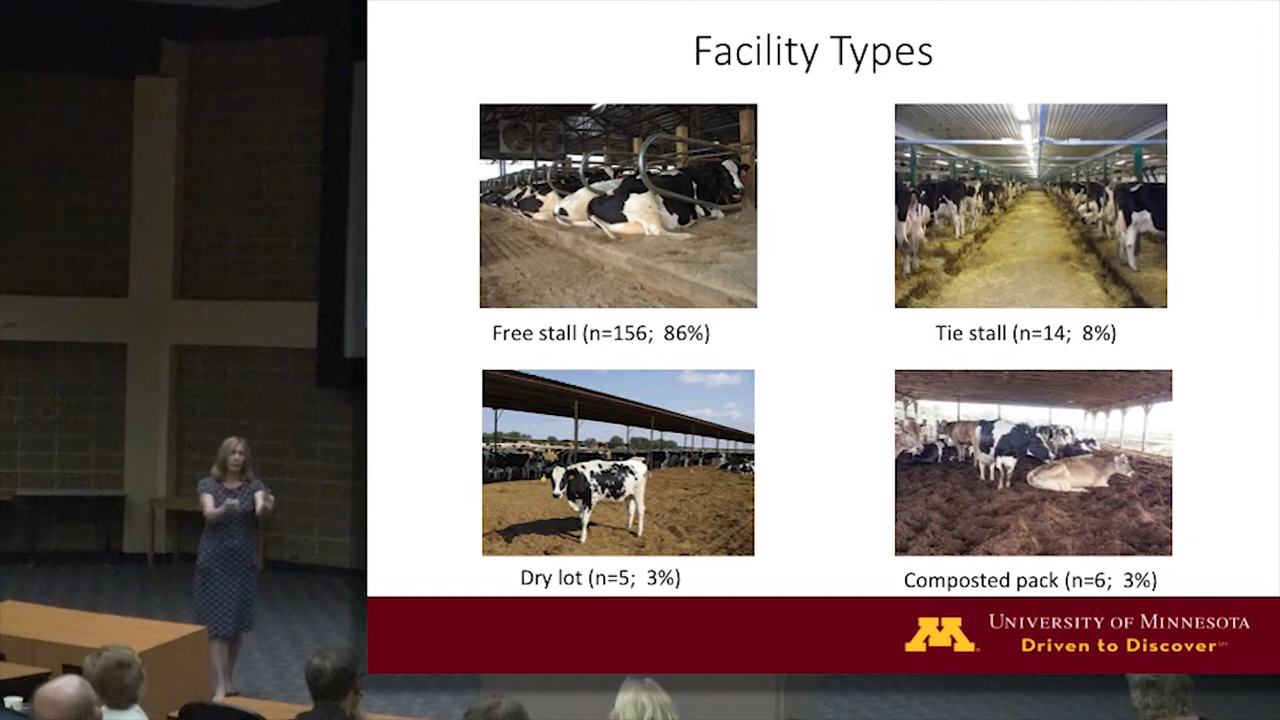 Facility Types
Free stall (n=156; 86%)
Tie stall (n=14; 8%)
Dry lot (n=5; 3%)
Composted pack (n=6; 3%)
UNIVERSITY OF MINNESOTA
Driven to Discover℠